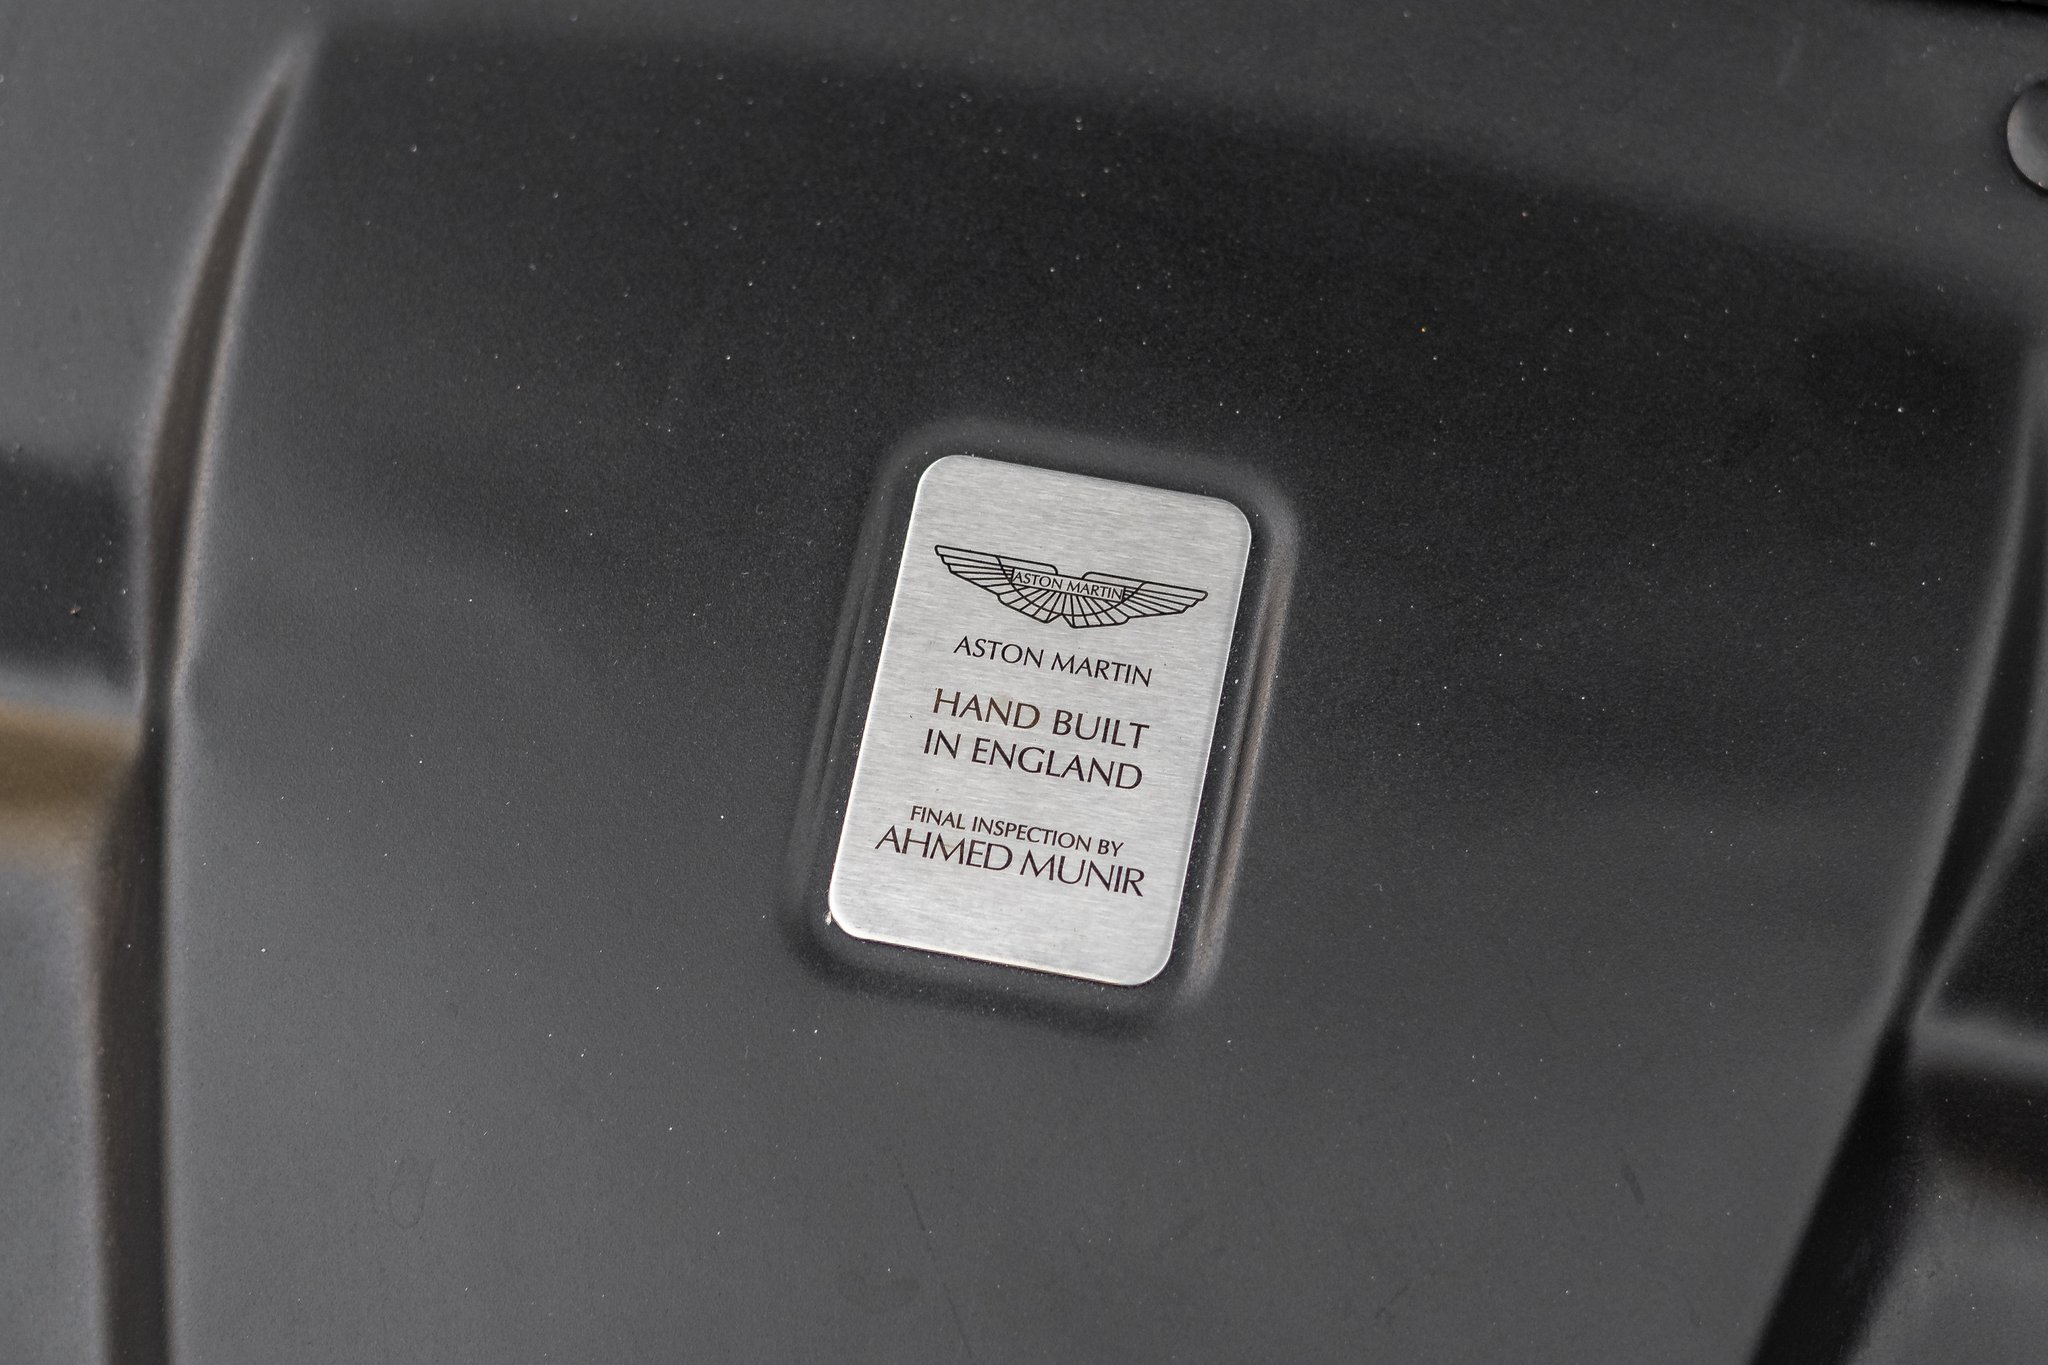 ASTON MARTIN
ASTON MARTIN
HAND BUILT
IN ENGLAND
FINAL INSPECTION BY
AHMED MUNIR